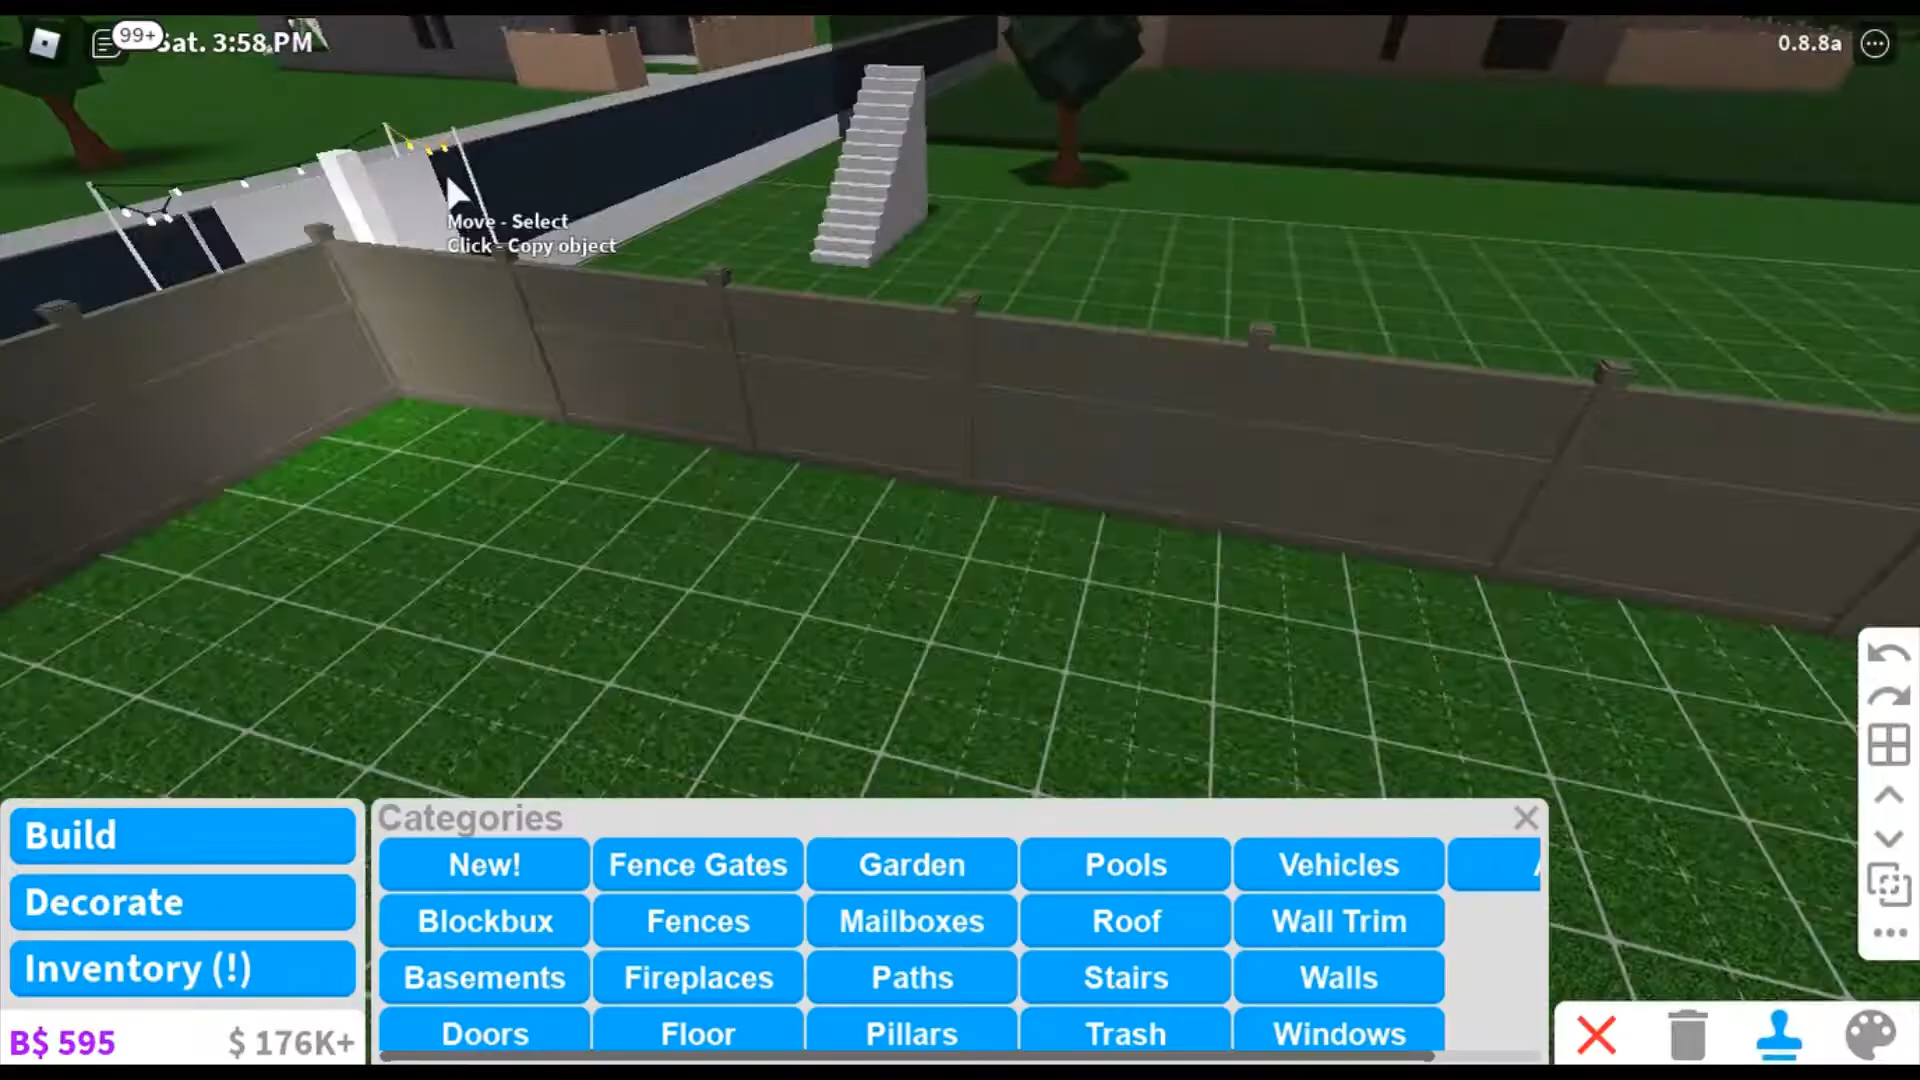 99+
Sat. 3:58 PM
0.8.8a
Move - Select
Click - Copy object
Build
Decorate
Inventory (!)
B$ 595
$ 176K+
Categories
New!
Fence Gates
Garden
Pools
Vehicles
Blockbux
Fences
Mailboxes
Roof
Wall Trim
Basements
Fireplaces
Paths
Stairs
Walls
Doors
Floor
Pillars
Trash
Windows